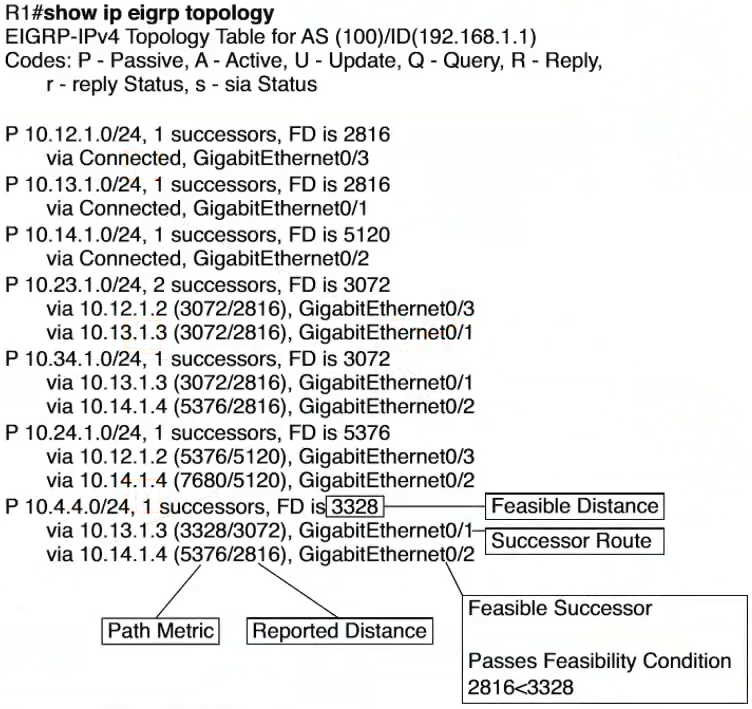 R1#show ip eigrp topology
EIGRP-IPv4 Topology Table for AS (100)/ID(192.168.1.1)
Codes: P - Passive, A - Active, U - Update, Q - Query, R - Reply,
r - reply Status, s - sia Status
P 10.12.1.0/24, 1 successors, FD is 2816
via Connected, GigabitEthernet0/3
P 10.13.1.0/24, 1 successors, FD is 2816
via Connected, GigabitEthernet0/1
P 10.14.1.0/24, 1 successors, FD is 5120
via Connected, GigabitEthernet0/2
P 10.23.1.0/24, 2 successors, FD is 3072
via 10.12.1.2 (3072/2816), GigabitEthernet0/3
via 10.13.1.3 (3072/2816), GigabitEthernet0/1
P 10.34.1.0/24, 1 successors, FD is 3072
via 10.13.1.3 (3072/2816), GigabitEthernet0/1
via 10.14.1.4 (5376/2816), GigabitEthernet0/2
P 10.24.1.0/24, 1 successors, FD is 5376
via 10.12.1.2 (5376/5120), GigabitEthernet0/3
via 10.14.1.4 (7680/5120), GigabitEthernet0/2
P 10.4.4.0/24, 1 successors, FD is 3328
Feasible Distance
via 10.13.1.3 (3328/3072), GigabitEthernet0/1
Successor Route
via 10.14.1.4 (5376/2816), GigabitEthernet0/2
Path Metric
Reported Distance
Feasible Successor
Passes Feasibility Condition
2816<3328